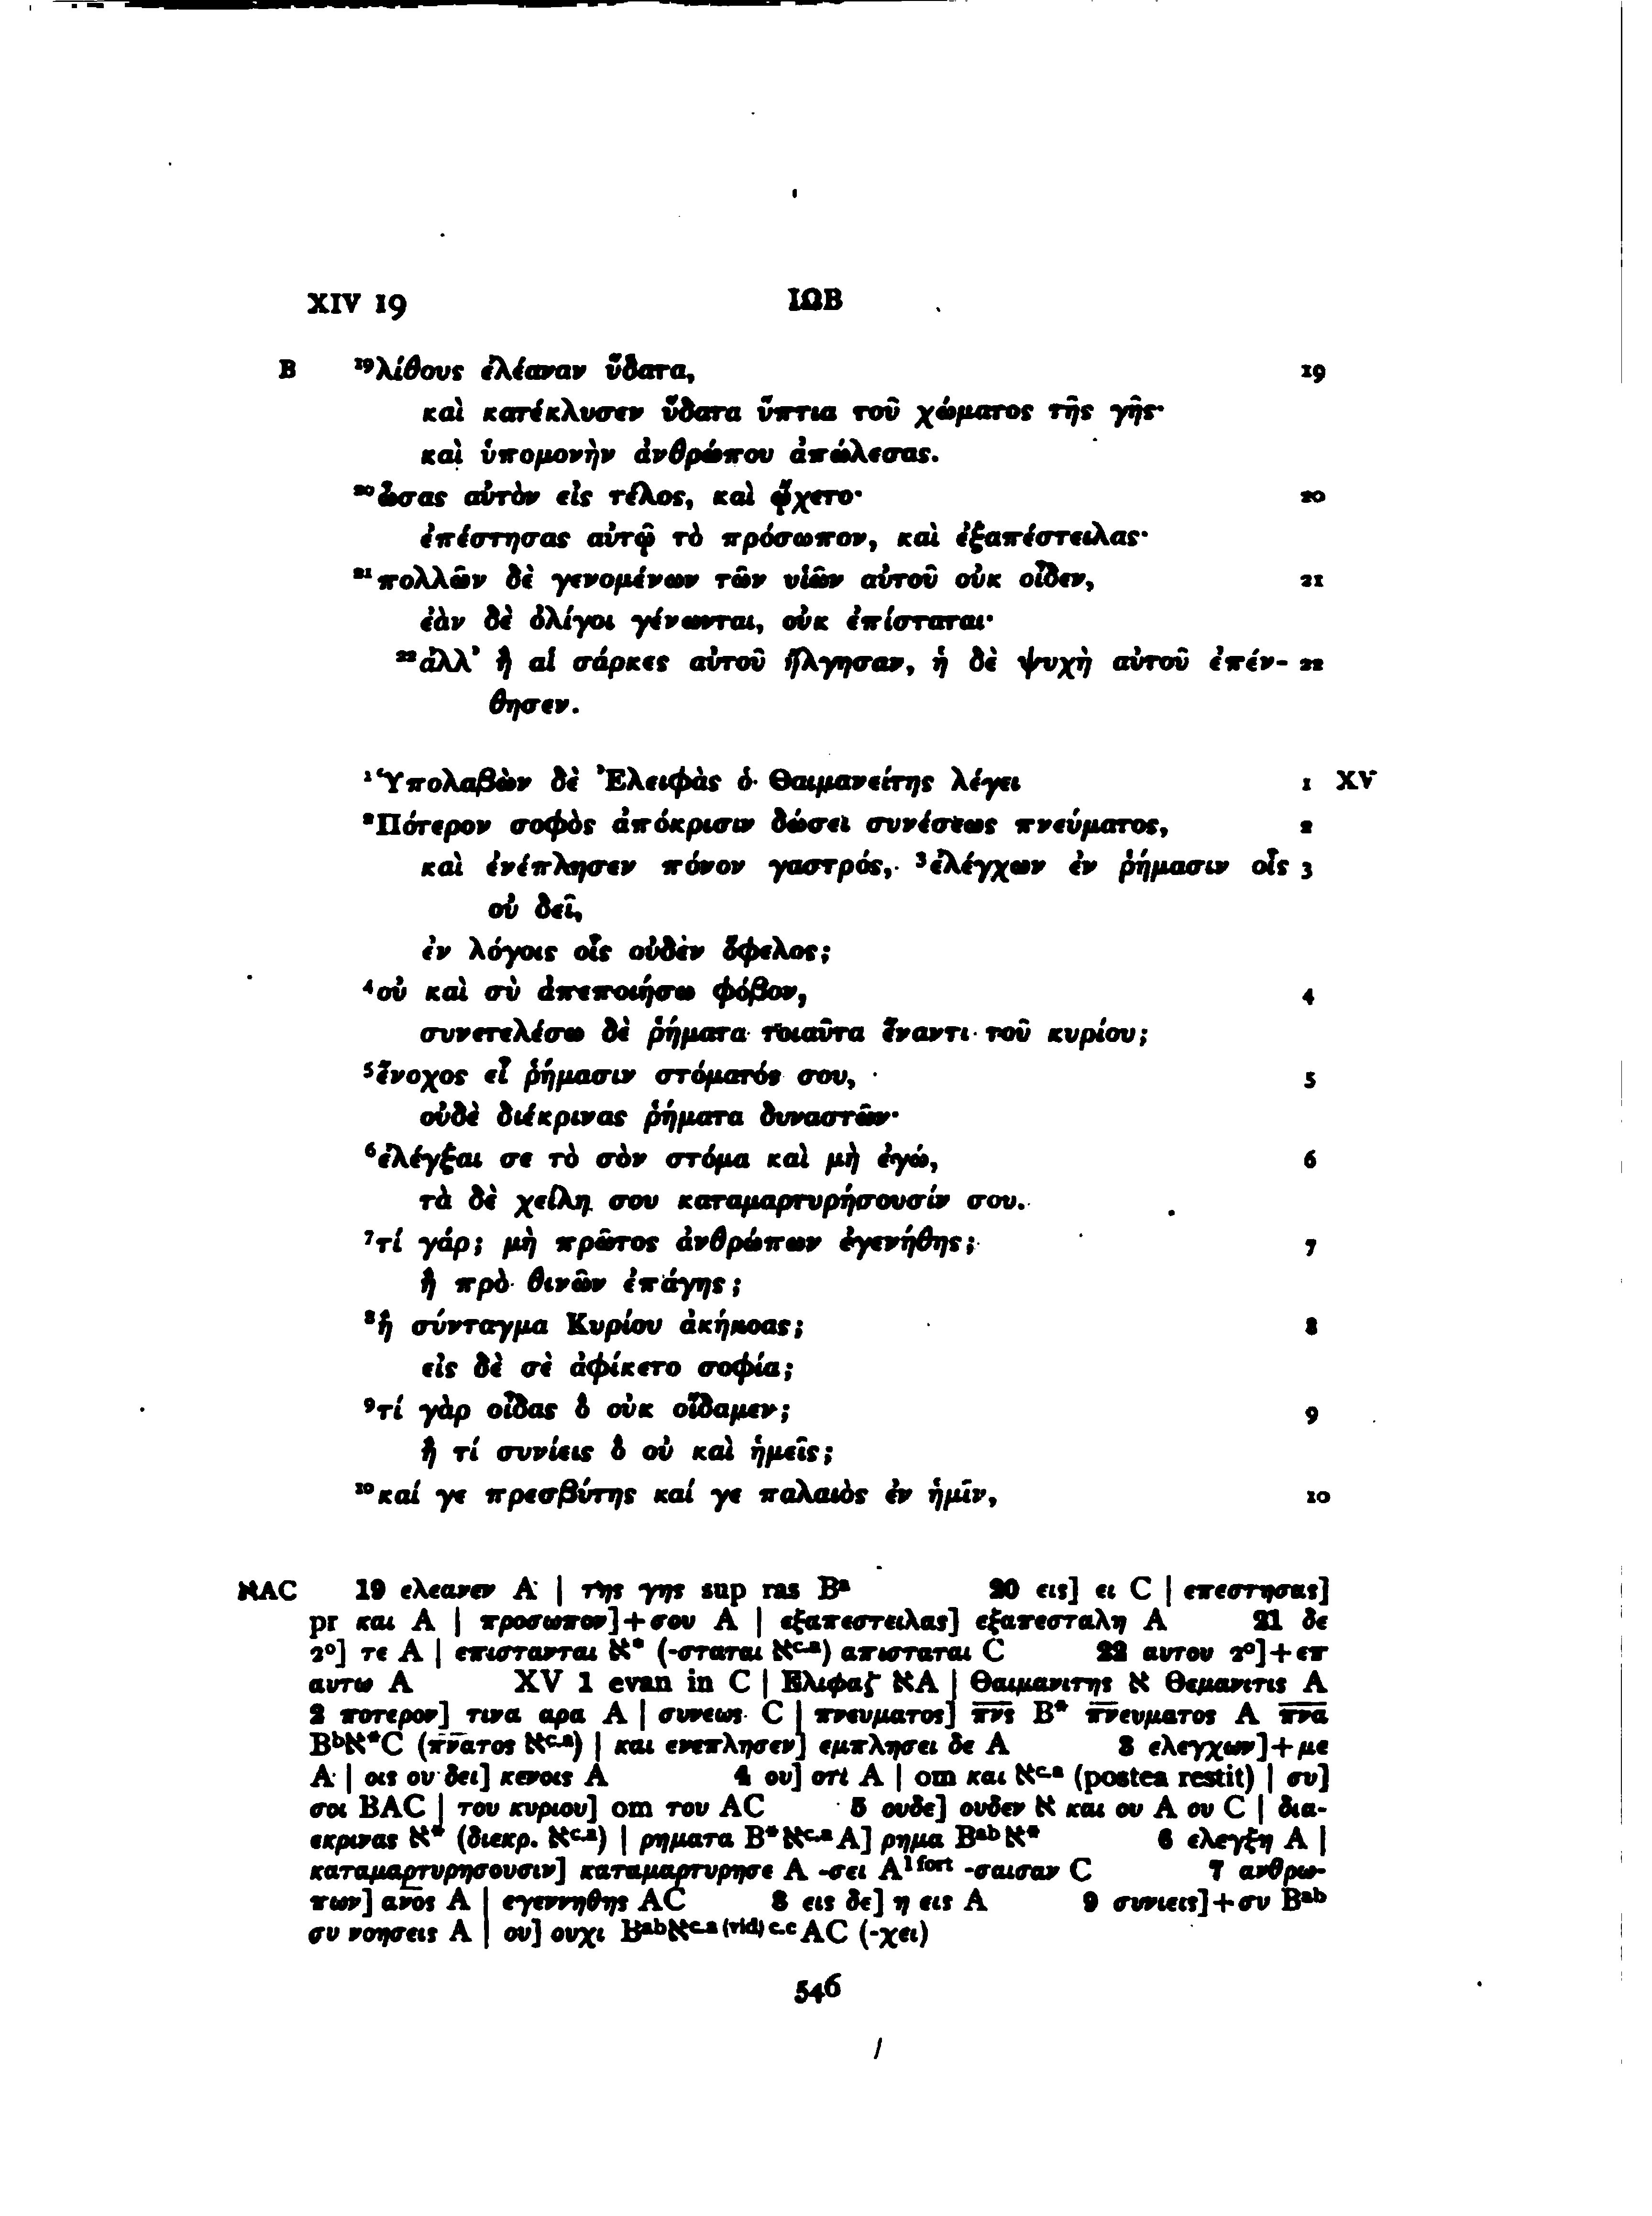 XIV 19 ΙΩΒ
B ¹⁹λίθους ἐλέαναν ὕδατα, 19
καὶ κατέκλυσεν ὕδατα ὕπτια τοῦ χώματος τῆς γῆς·
καὶ ὑπομονὴν ἀνθρώπου ἀπώλεσας.
²⁰ὦσας αὐτὸν εἰς τέλος, καὶ ᾤχετο· 20
ἐπέστησας αὐτῷ τὸ πρόσωπον, καὶ ἐξαπέστειλας·
²¹πολλῶν δὲ γενομένων τῶν υἱῶν αὐτοῦ οὐκ οἶδεν, 21
ἐὰν δὲ ὀλίγοι γένωνται, οὐκ ἐπίσταται·
²²ἀλλ’ ἢ αἱ σάρκες αὐτοῦ ἤλγησαν, ἡ δὲ ψυχὴ αὐτοῦ ἐπέν- 22
θησεν.
¹Ὑπολαβὼν δὲ Ἐλειφὰς ὁ Θαιμανείτης λέγει 1 XV
²Πότερον σοφὸς ἀπόκρισιν δώσει συνέσεως πνεύματος, 2
καὶ ἐνέπλησεν πόνον γαστρός, ³ἐλέγχων ἐν ῥήμασιν οἷς 3
οὐ δεῖ,
ἐν λόγοις οἷς οὐδὲν ὄφελος;
⁴οὐ καὶ σὺ ἀπεποιήσω φόβον, 4
συνετελέσω δὲ ῥήματα τοιαῦτα ἔναντι τοῦ κυρίου;
⁵ἔνοχος εἶ ῥήμασιν στόματός σου, 5
οὐδὲ διέκρινας ῥήματα δυναστῶν·
⁶ἐλέγξαι σε τὸ σὸν στόμα καὶ μὴ ἐγώ, 6
τὰ δὲ χείλη σου καταμαρτυρήσουσίν σου.
⁷τί γάρ; μὴ πρῶτος ἀνθρώπων ἐγενήθης; 7
ἢ πρὸ θινῶν ἐπάγης;
⁸ἢ σύνταγμα Κυρίου ἀκήκοας; 8
εἰς δὲ σὲ ἀφίκετο σοφία;
⁹τί γὰρ οἶδας ὃ οὐκ οἴδαμεν; 9
ἢ τί συνίεις ὃ οὐ καὶ ἡμεῖς;
¹⁰καί γε πρεσβύτης καί γε παλαιὸς ἐν ἡμῖν, 10
ℵAC 19 ελεανεν A | της γης sup ras Bᵃ 20 εις] ει C | επεστησας]
pr και A | προσωπον]+σου A | εξαπεστειλας] εξαπεσταλη A 21 δε
2°] τε A | επιστανται ℵ* (-σταται ℵᶜ·ᵃ) απισταται C 22 αυτου 2°]+επ
αυτω A XV 1 evan in C | Ελιφαζ ℵA | Θαιμανιτης ℵ Θεμανιτις A
2 ποτερον] τινα αρα A | συνεως C | πνευματος] π̅ν̅ς̅ B* π̅ν̅ευματος A π̅ν̅α̅
Bᵇℵ*C (π̅ν̅ατος ℵᶜ·ᵃ) | και ενεπλησεν] εμπλησει δε A 3 ελεγχων]+με
A | οις ου δει] κενοις A 4 ου] οτι A | om και ℵᶜ·ᵃ (postea restit) | συ]
σοι BAC | του κυριου] om του AC 5 ουδε] ουδεν ℵ και ου A ου C | δια-
εκρινας ℵ* (διεκρ. ℵᶜ·ᵃ) | ρηματα B*ℵᶜ·ᵃA] ρημα Bᵃᵇℵ* 6 ελεγξη A |
καταμαρτυρησουσιν] καταμαρτυρησε A -σει A¹ᶠᵒʳᵗ -σαισαν C 7 ανθρω-
πων] α̅ν̅ο̅ς̅ A | εγεννηθης AC 8 εις δε] η εις A 9 συνιεις]+συ Bᵃᵇ
συ νοησεις A | ου] ουχι Bᵃᵇℵᶜ·ᵃ ⁽ᵛⁱᵈ⁾ ᶜ·ᶜAC (-χει)
546